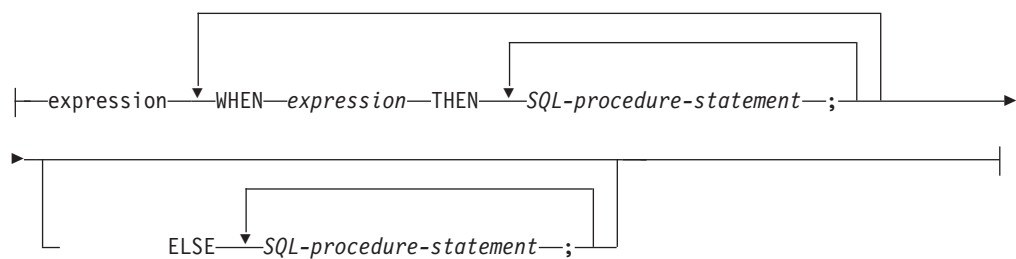 expression WHEN expression THEN SQL-procedure-statement ;
ELSE SQL-procedure-statement ;